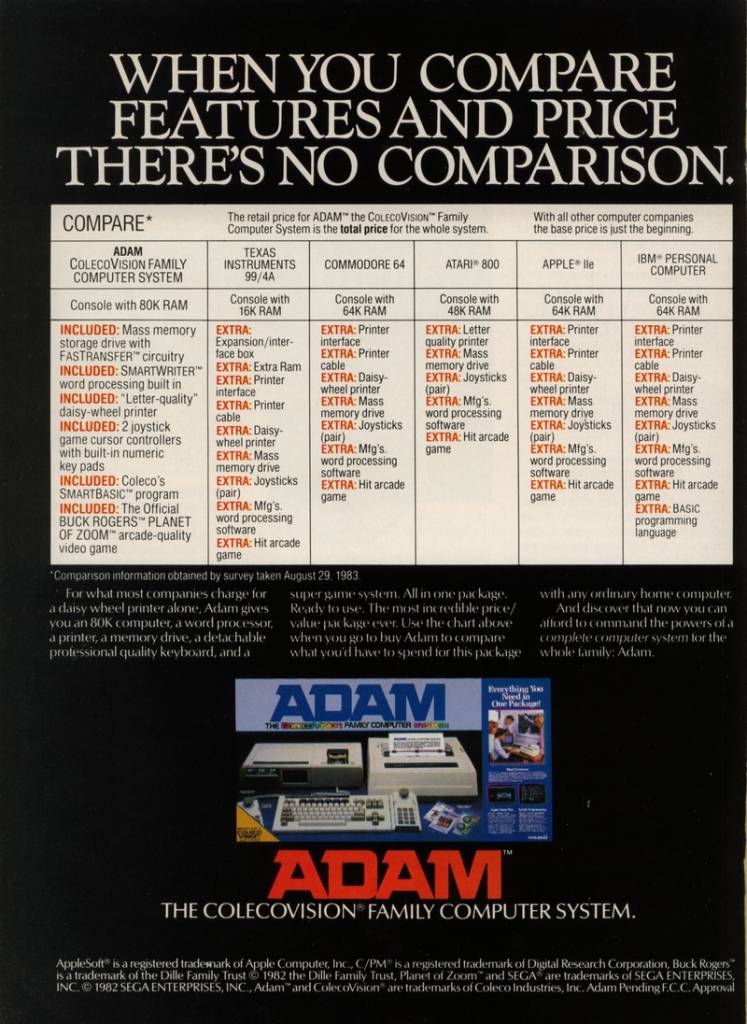 WHEN YOU COMPARE
FEATURES AND PRICE
THERE'S NO COMPARISON.
COMPARE*
The retail price for ADAM™ the COLECOVISION™ Family
Computer System is the total price for the whole system.
With all other computer companies
the base price is just the beginning.
ADAM
COLECOVISION FAMILY
COMPUTER SYSTEM
TEXAS
INSTRUMENTS
99/4A
COMMODORE 64
ATARI® 800
APPLE® IIe
IBM® PERSONAL
COMPUTER
Console with 80K RAM
Console with
16K RAM
Console with
64K RAM
Console with
48K RAM
Console with
64K RAM
Console with
64K RAM
INCLUDED: Mass memory
storage drive with
FASTRANSFER™ circuitry
INCLUDED: SMARTWRITER™
word processing built in
INCLUDED: "Letter-quality"
daisy-wheel printer
INCLUDED: 2 joystick
game cursor controllers
with built-in numeric
key pads
INCLUDED: Coleco's
SMARTBASIC™ program
INCLUDED: The Official
BUCK ROGERS™ PLANET
OF ZOOM™ arcade-quality
video game
EXTRA:
Expansion/inter-
face box
EXTRA: Extra Ram
EXTRA: Printer
interface
EXTRA: Printer
cable
EXTRA: Daisy-
wheel printer
EXTRA: Mass
memory drive
EXTRA: Joysticks
(pair)
EXTRA: Mfg's.
word processing
software
EXTRA: Hit arcade
game
EXTRA: Printer
interface
EXTRA: Printer
cable
EXTRA: Daisy-
wheel printer
EXTRA: Mass
memory drive
EXTRA: Joysticks
(pair)
EXTRA: Mfg's.
word processing
software
EXTRA: Hit arcade
game
EXTRA: Letter
quality printer
EXTRA: Mass
memory drive
EXTRA: Joysticks
(pair)
EXTRA: Mfg's.
word processing
software
EXTRA: Hit arcade
game
EXTRA: Printer
interface
EXTRA: Printer
cable
EXTRA: Daisy-
wheel printer
EXTRA: Mass
memory drive
EXTRA: Joysticks
(pair)
EXTRA: Mfg's.
word processing
software
EXTRA: Hit arcade
game
EXTRA: Printer
interface
EXTRA: Printer
cable
EXTRA: Daisy-
wheel printer
EXTRA: Mass
memory drive
EXTRA: Joysticks
(pair)
EXTRA: Mfg's.
word processing
software
EXTRA: Hit arcade
game
EXTRA: BASIC
programming
language
*Comparison information obtained by survey taken August 29, 1983.
For what most companies charge for
a daisy wheel printer alone, Adam gives
you an 80K computer, a word processor,
a printer, a memory drive, a detachable
professional quality keyboard, and a
super game system. All in one package.
Ready to use. The most incredible price/
value package ever. Use the chart above
when you go to buy Adam to compare
what you'd have to spend for this package
with any ordinary home computer.
And discover that now you can
afford to command the powers of a
complete computer system for the
whole family: Adam.
ADAM
THE COLECOVISION FAMILY COMPUTER SYSTEM
Everything You
Need in
One Package!
ADAM™
THE COLECOVISION® FAMILY COMPUTER SYSTEM.
AppleSoft® is a registered trademark of Apple Computer, Inc., C/PM® is a registered trademark of Digital Research Corporation, Buck Rogers™
is a trademark of the Dille Family Trust © 1982 the Dille Family Trust, Planet of Zoom™ and SEGA® are trademarks of SEGA ENTERPRISES,
INC. © 1982 SEGA ENTERPRISES, INC., Adam™ and ColecoVision® are trademarks of Coleco Industries, Inc. Adam Pending F.C.C. Approval